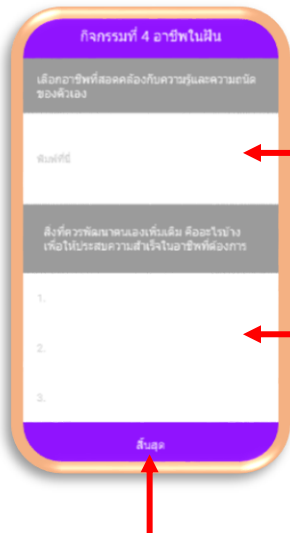 กิจกรรมที่ 4 อาชีพในฝัน
เลือกอาชีพที่สอดคล้องกับความรู้และความถนัด
ของตัวเอง
พิมพ์ที่นี่
สิ่งที่ควรพัฒนาตนเองเพิ่มเติม คืออะไรบ้าง
เพื่อให้ประสบความสำเร็จในอาชีพที่ต้องการ
1.
2.
3.
สิ้นสุด